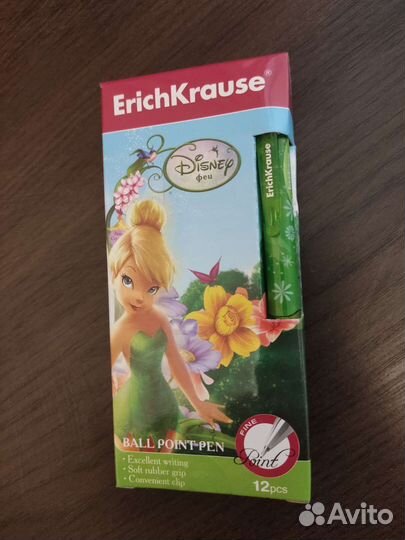 ErichKrause®
DISNEY
феи
ErichKrause
BALL POINT PEN
• Excellent writing
• Soft rubber grip
• Convenient clip
FINE
Point
12pcs
Avito